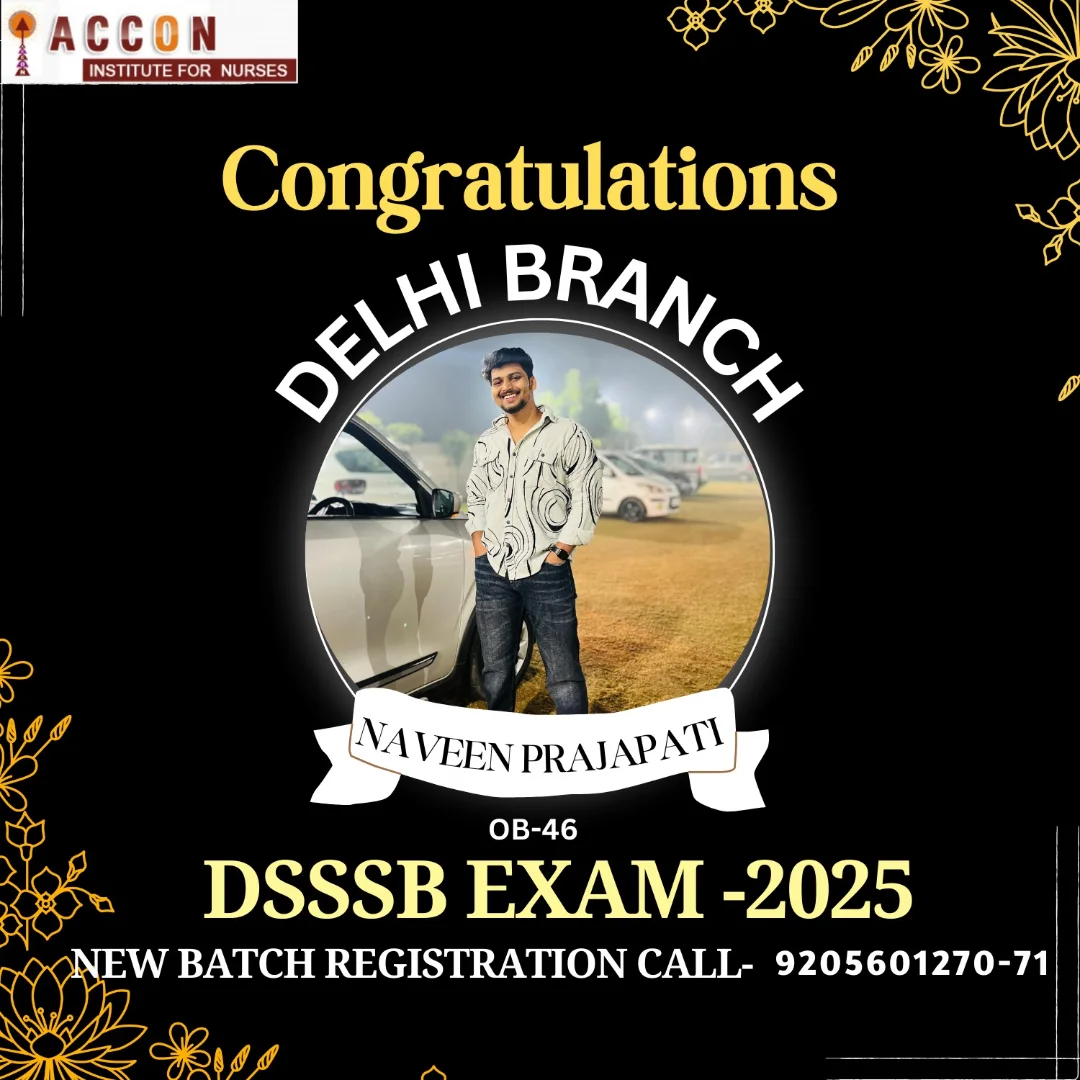 ACCON
INSTITUTE FOR NURSES
Congratulations
DELHI BRANCH
NAVEEN PRAJAPATI
OB-46
DSSSB EXAM -2025
NEW BATCH REGISTRATION CALL- 9205601270-71